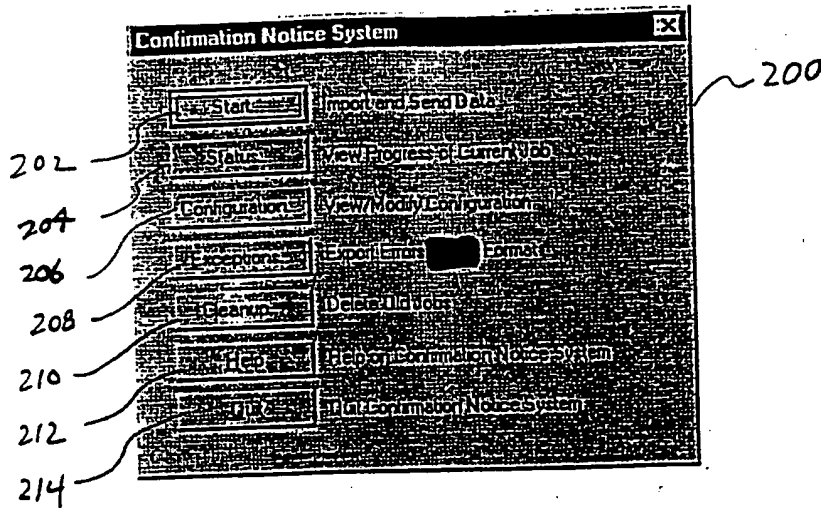 Confirmation Notice System
200
Start Import and Send Data
202
Status View Progress of Current Job
204
Configuration View/Modify Configuration
206
Exceptions Export Errors Format
208
Cleanup Delete Old Jobs
210
Help Help on Confirmation Notice System
212
Quit Quit Confirmation Notice System
214